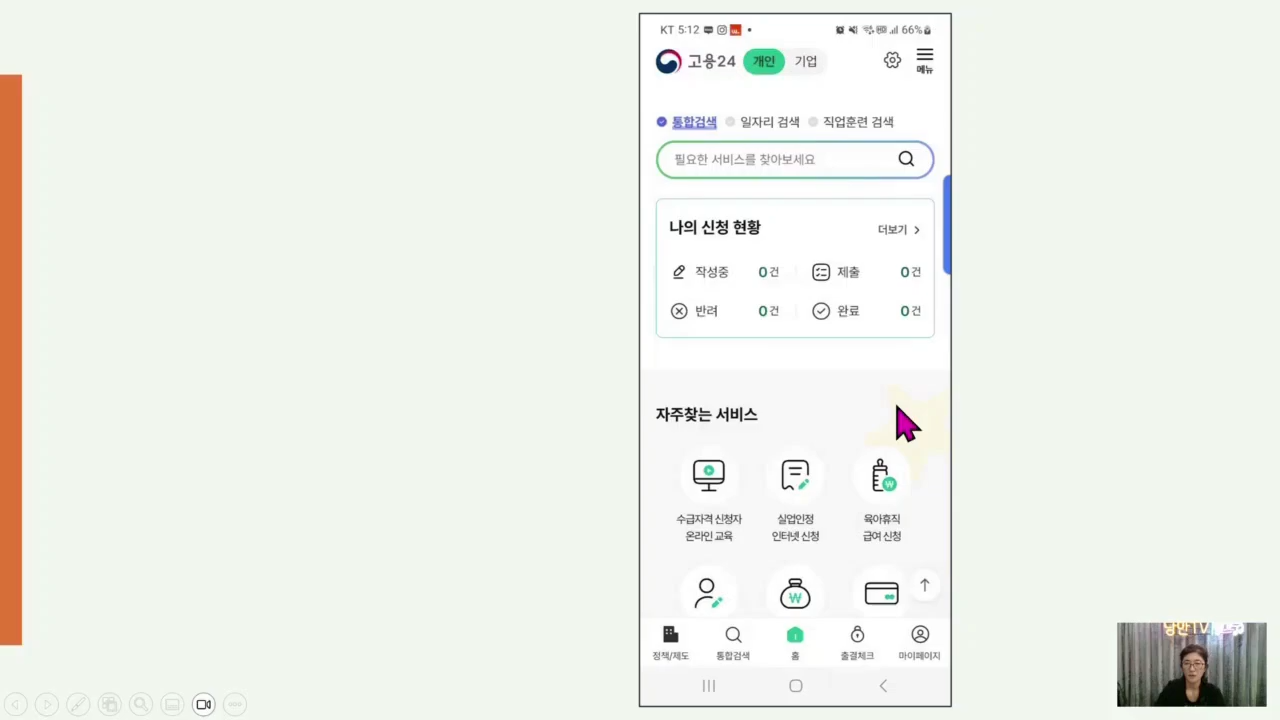 KT 5:12
66%
고용24 개인 기업
메뉴
통합검색 일자리 검색 직업훈련 검색
필요한 서비스를 찾아보세요
나의 신청 현황 더보기
작성중 0건 제출 0건
반려 0건 완료 0건
자주찾는 서비스
수급자격 신청자
온라인 교육
실업인정
인터넷 신청
육아휴직
급여 신청
정책/제도 통합검색 홈 출결체크 마이페이지